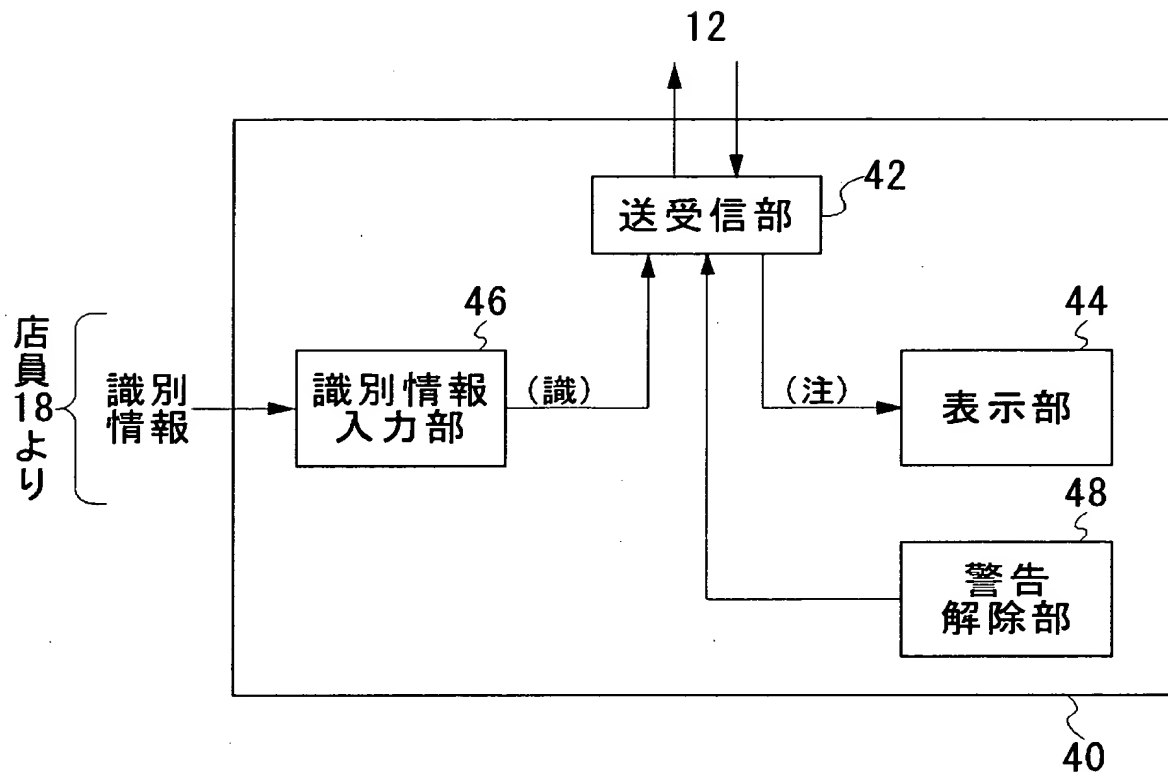 12
送受信部
42
46
44
店員18より
識別
情報
識別情報
入力部
(識)
(注)
表示部
48
警告
解除部
40